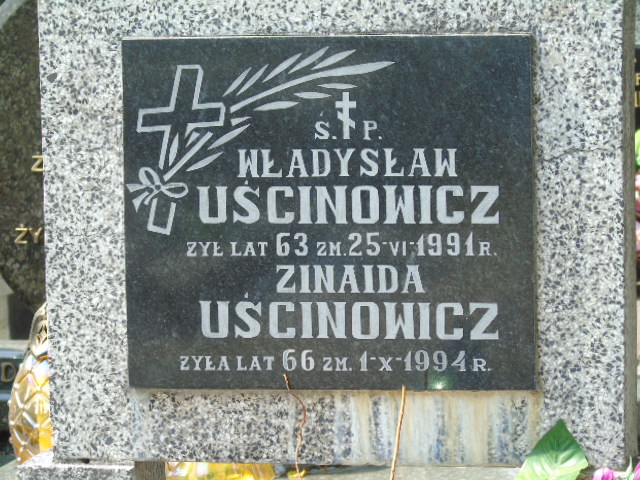 Ś. P.
WŁADYSŁAW
UŚCINOWICZ
ŻYŁ LAT 63 ZM. 25-VI-1991 R.
ZINAIDA
UŚCINOWICZ
ŻYŁA LAT 66 ZM. 1-X-1994 R.